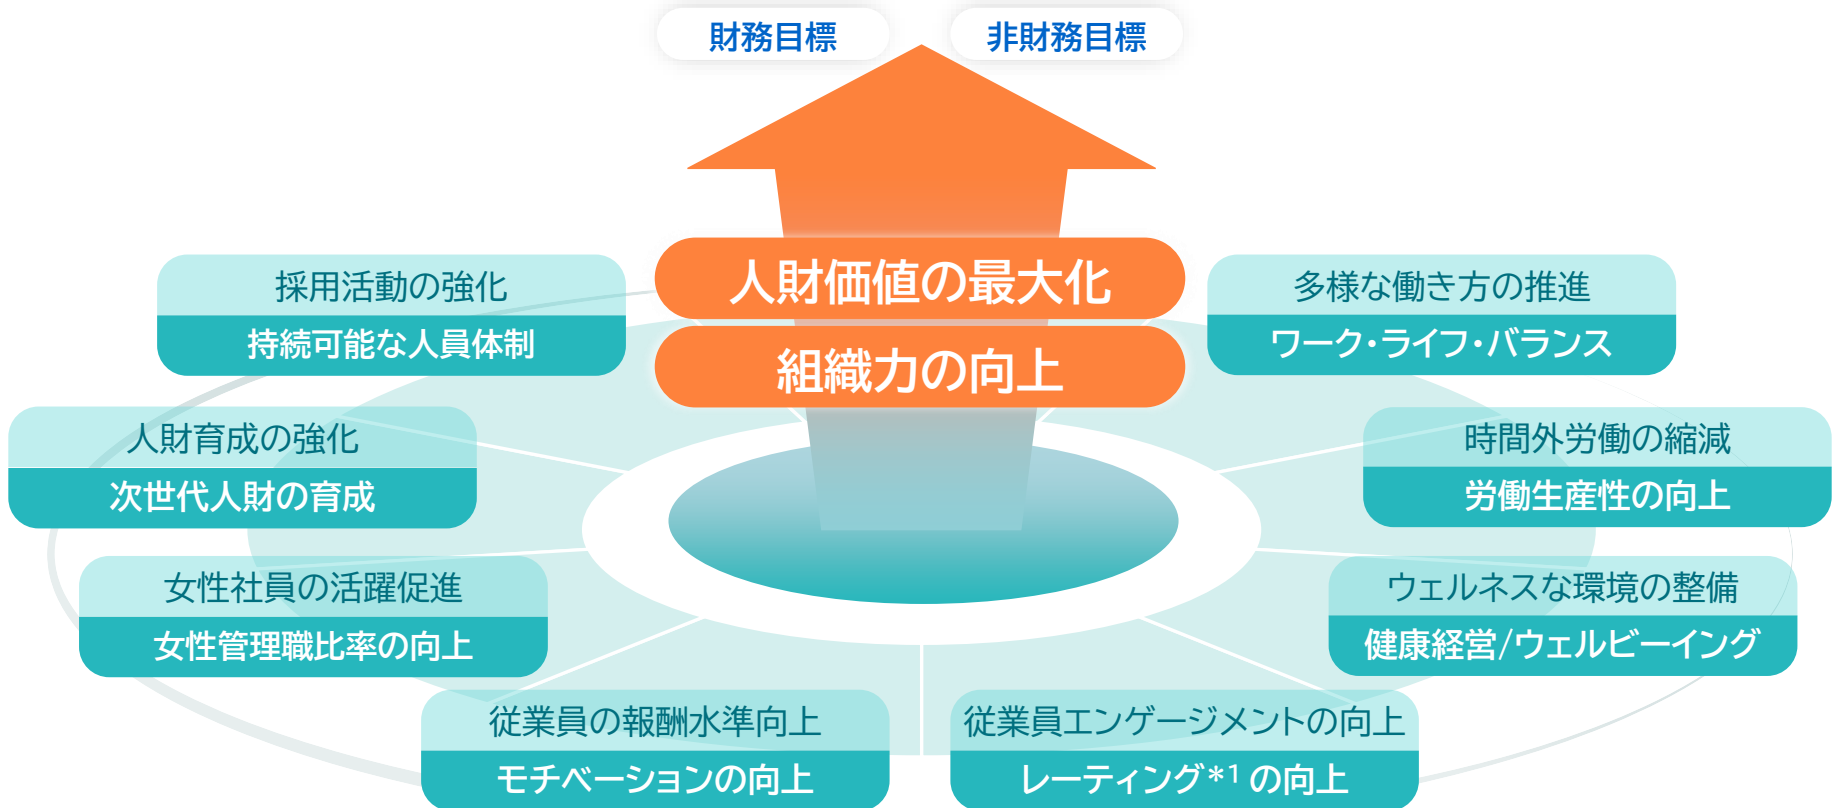 財務目標
非財務目標
人財価値の最大化
組織力の向上
採用活動の強化
持続可能な人員体制
人財育成の強化
次世代人財の育成
女性社員の活躍促進
女性管理職比率の向上
従業員の報酬水準向上
モチベーションの向上
従業員エンゲージメントの向上
レーティング*1 の向上
ウェルネスな環境の整備
健康経営/ウェルビーイング
時間外労働の縮減
労働生産性の向上
多様な働き方の推進
ワーク・ライフ・バランス